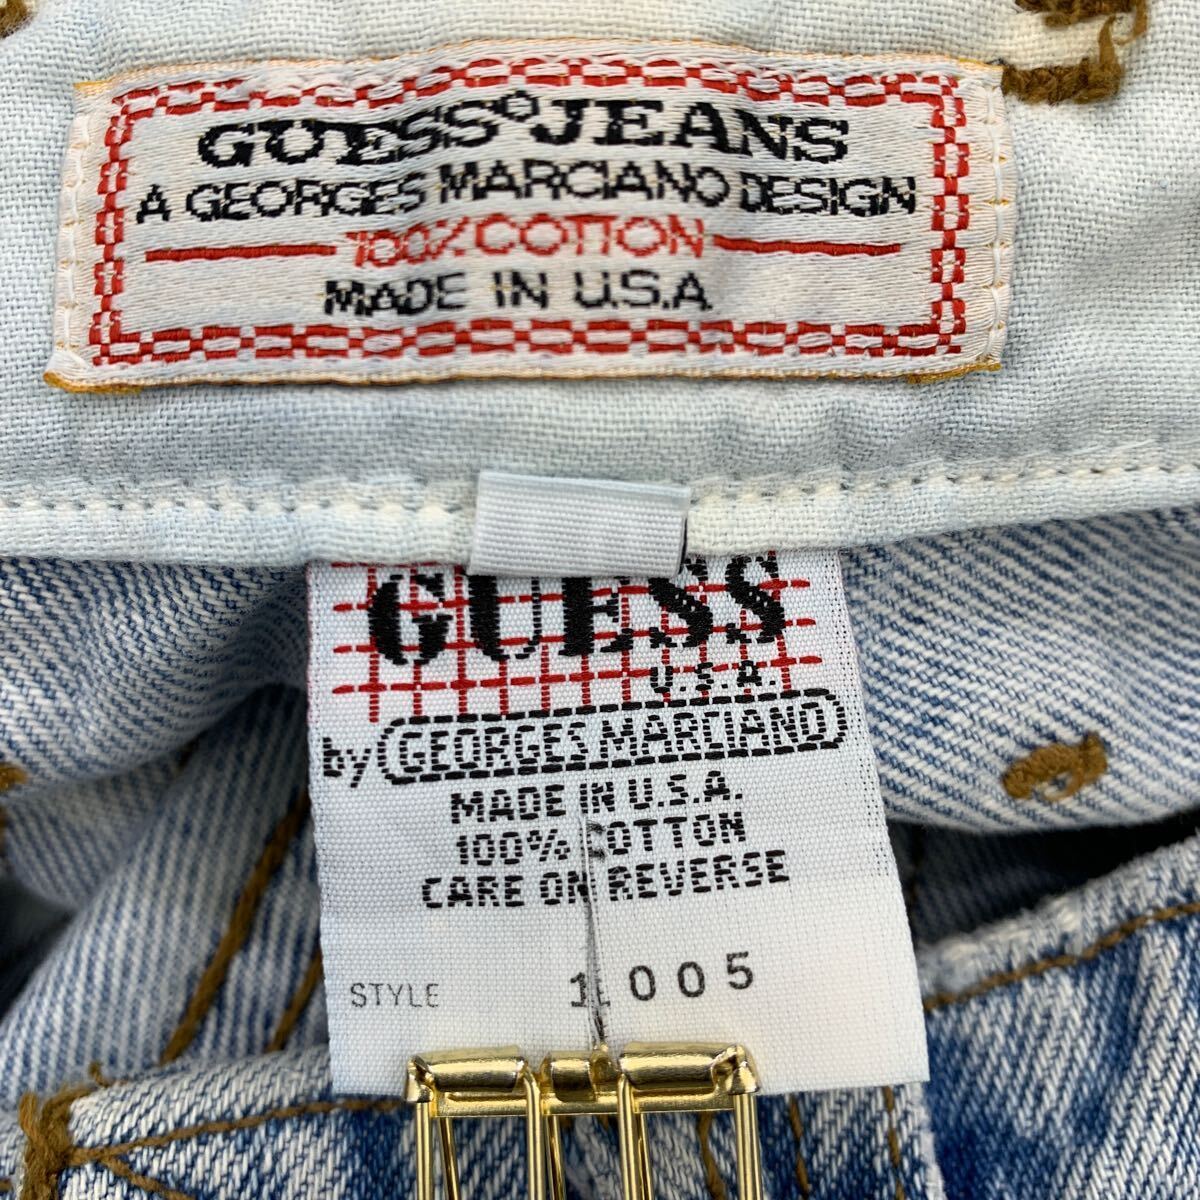 GUESS JEANS
A GEORGES MARCIANO DESIGN
100% COTTON
MADE IN U.S.A
GUESS
U.S.A.
by GEORGES MARCIANO
MADE IN U.S.A.
100% COTTON
CARE ON REVERSE
STYLE 1005